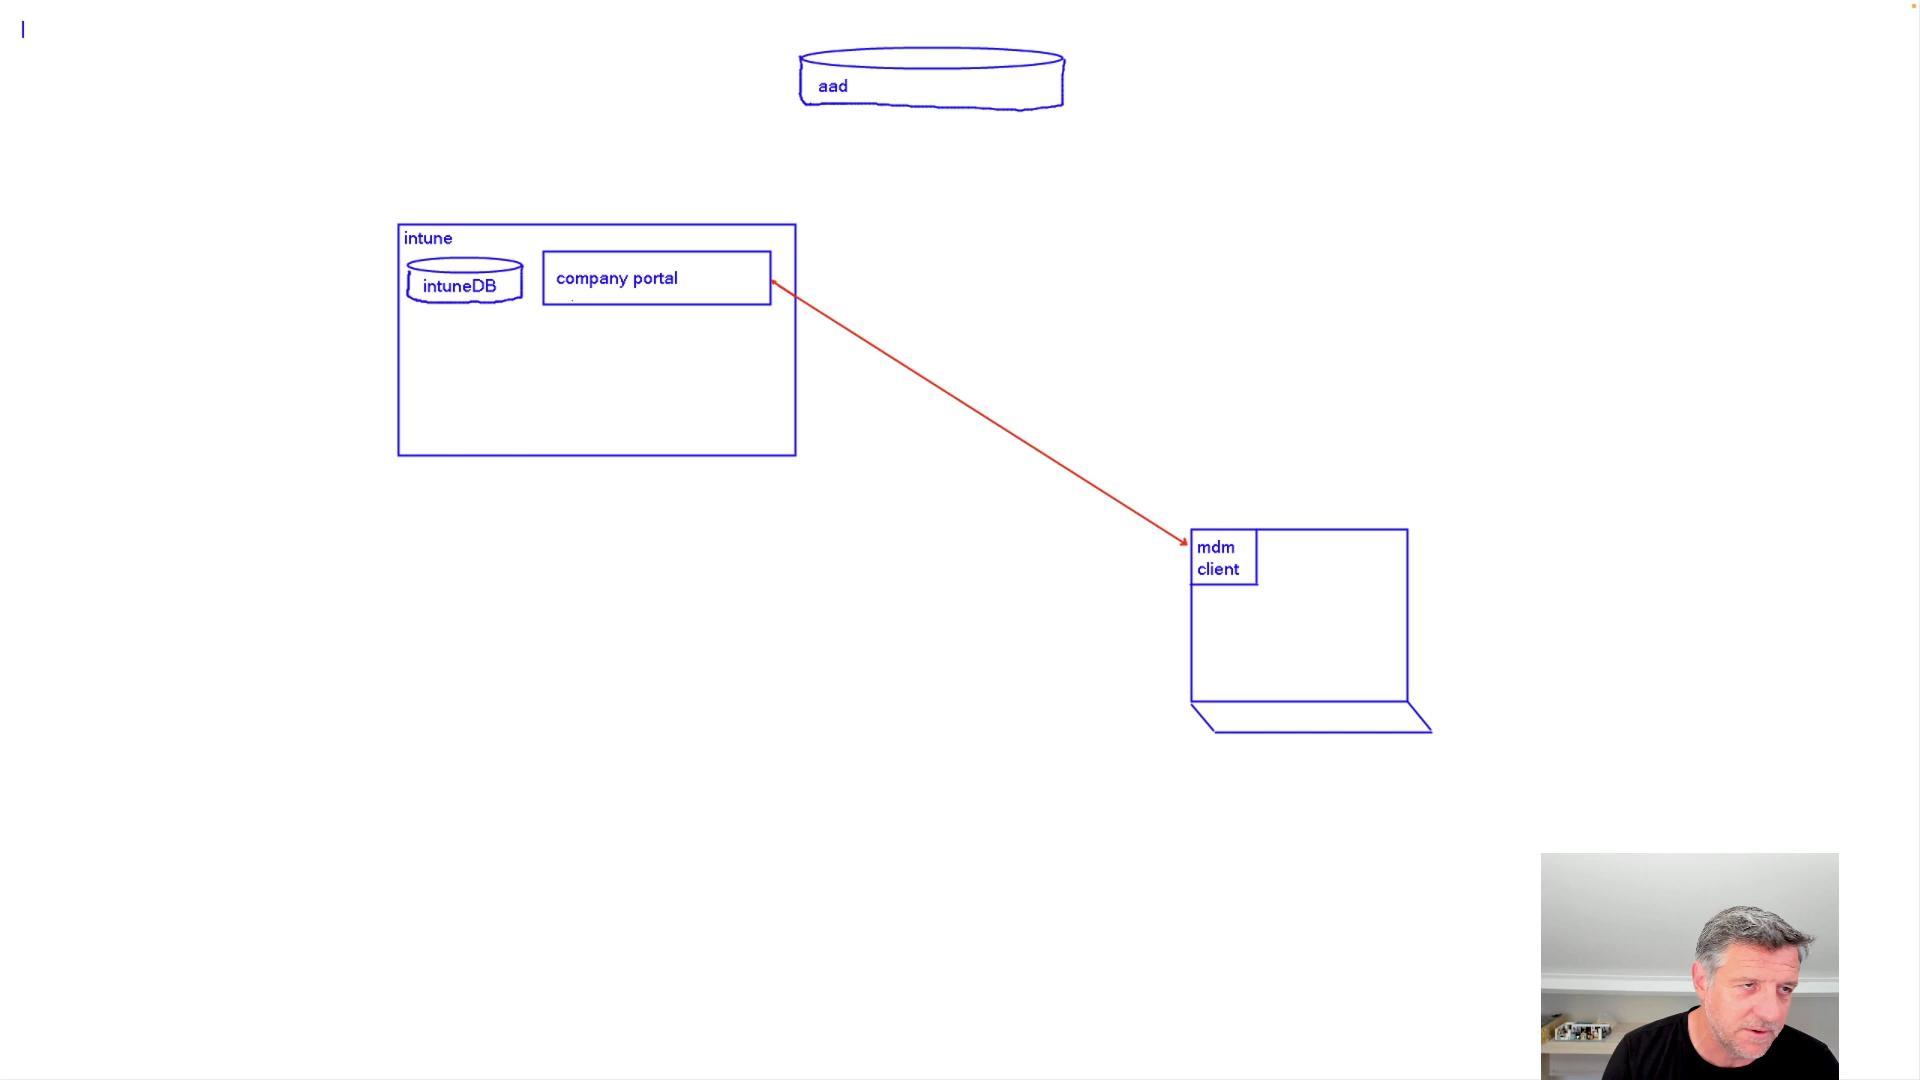 aad
intune
intuneDB
company portal
mdm
client